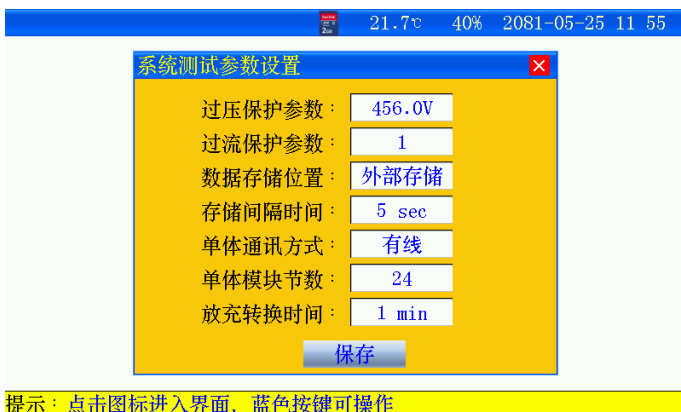 21.7℃ 40% 2081-05-25 11 55
系统测试参数设置
过压保护参数： 456.0V
过流保护参数： 1
数据存储位置： 外部存储
存储间隔时间： 5 sec
单体通讯方式： 有线
单体模块节数： 24
放充转换时间： 1 min
保存
提示：点击图标进入界面，蓝色按键可操作